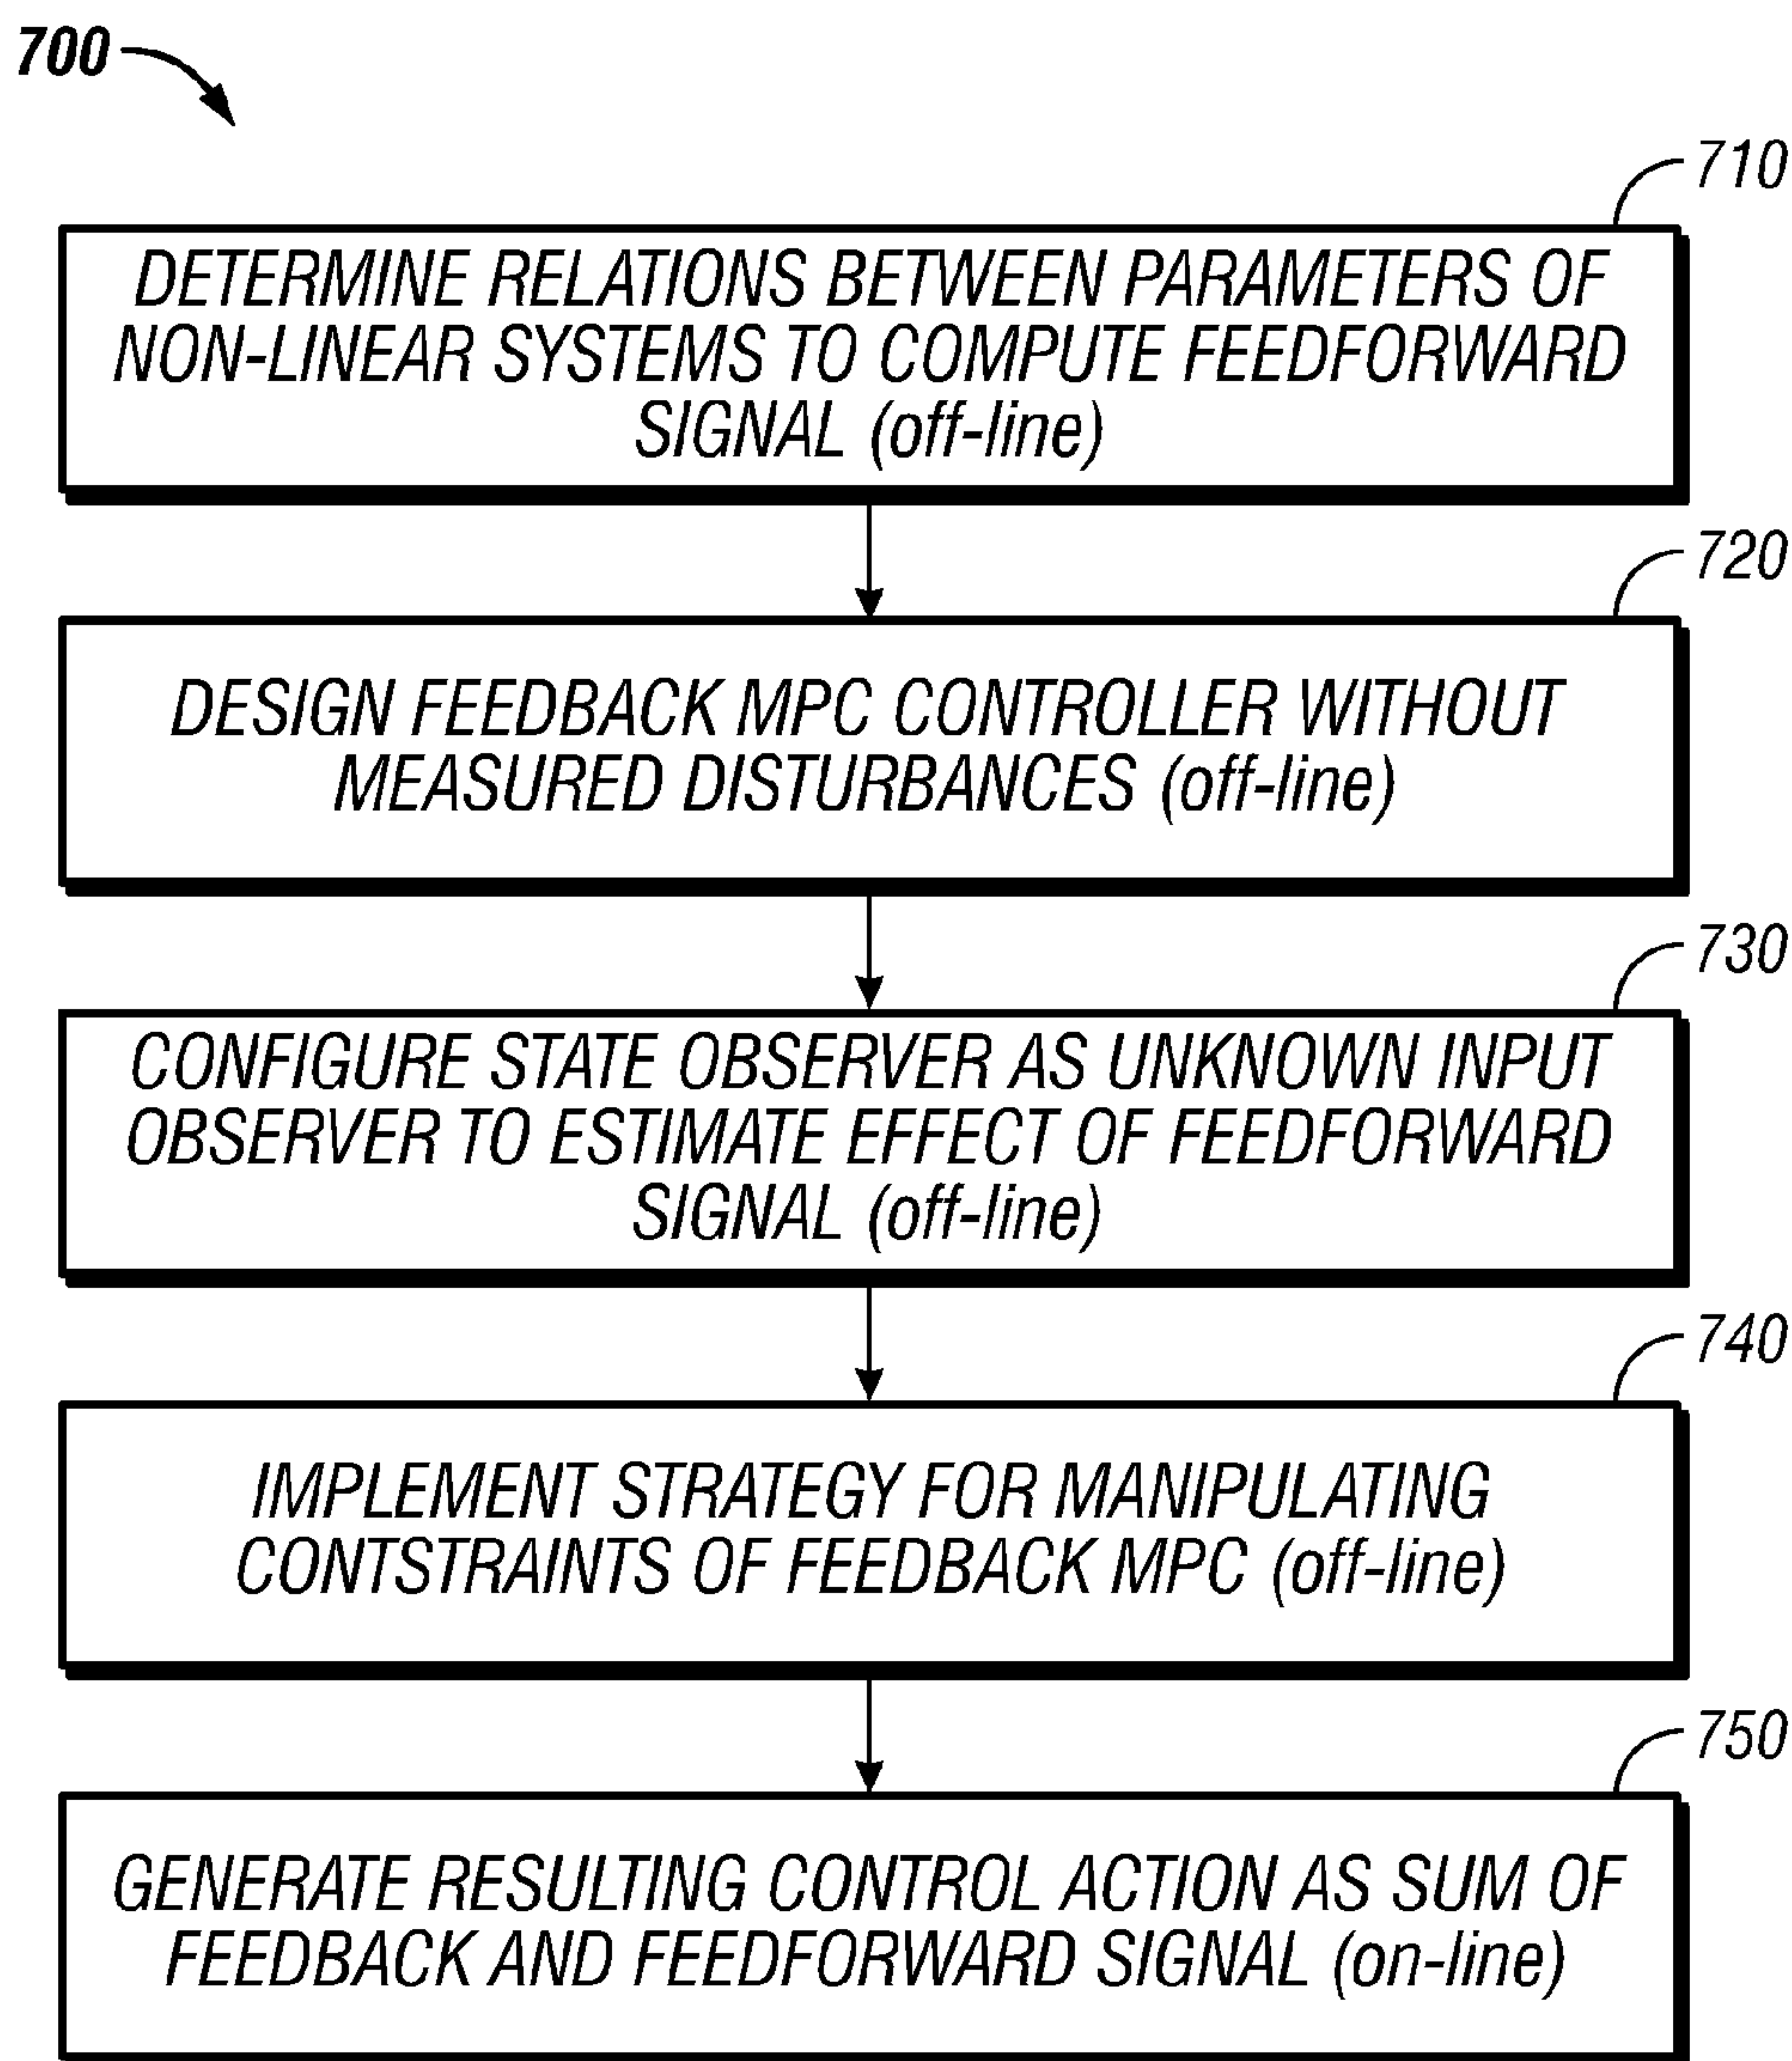 700
710
DETERMINE RELATIONS BETWEEN PARAMETERS OF
NON-LINEAR SYSTEMS TO COMPUTE FEEDFORWARD
SIGNAL (off-line)
720
DESIGN FEEDBACK MPC CONTROLLER WITHOUT
MEASURED DISTURBANCES (off-line)
730
CONFIGURE STATE OBSERVER AS UNKNOWN INPUT
OBSERVER TO ESTIMATE EFFECT OF FEEDFORWARD
SIGNAL (off-line)
740
IMPLEMENT STRATEGY FOR MANIPULATING
CONTSTRAINTS OF FEEDBACK MPC (off-line)
750
GENERATE RESULTING CONTROL ACTION AS SUM OF
FEEDBACK AND FEEDFORWARD SIGNAL (on-line)